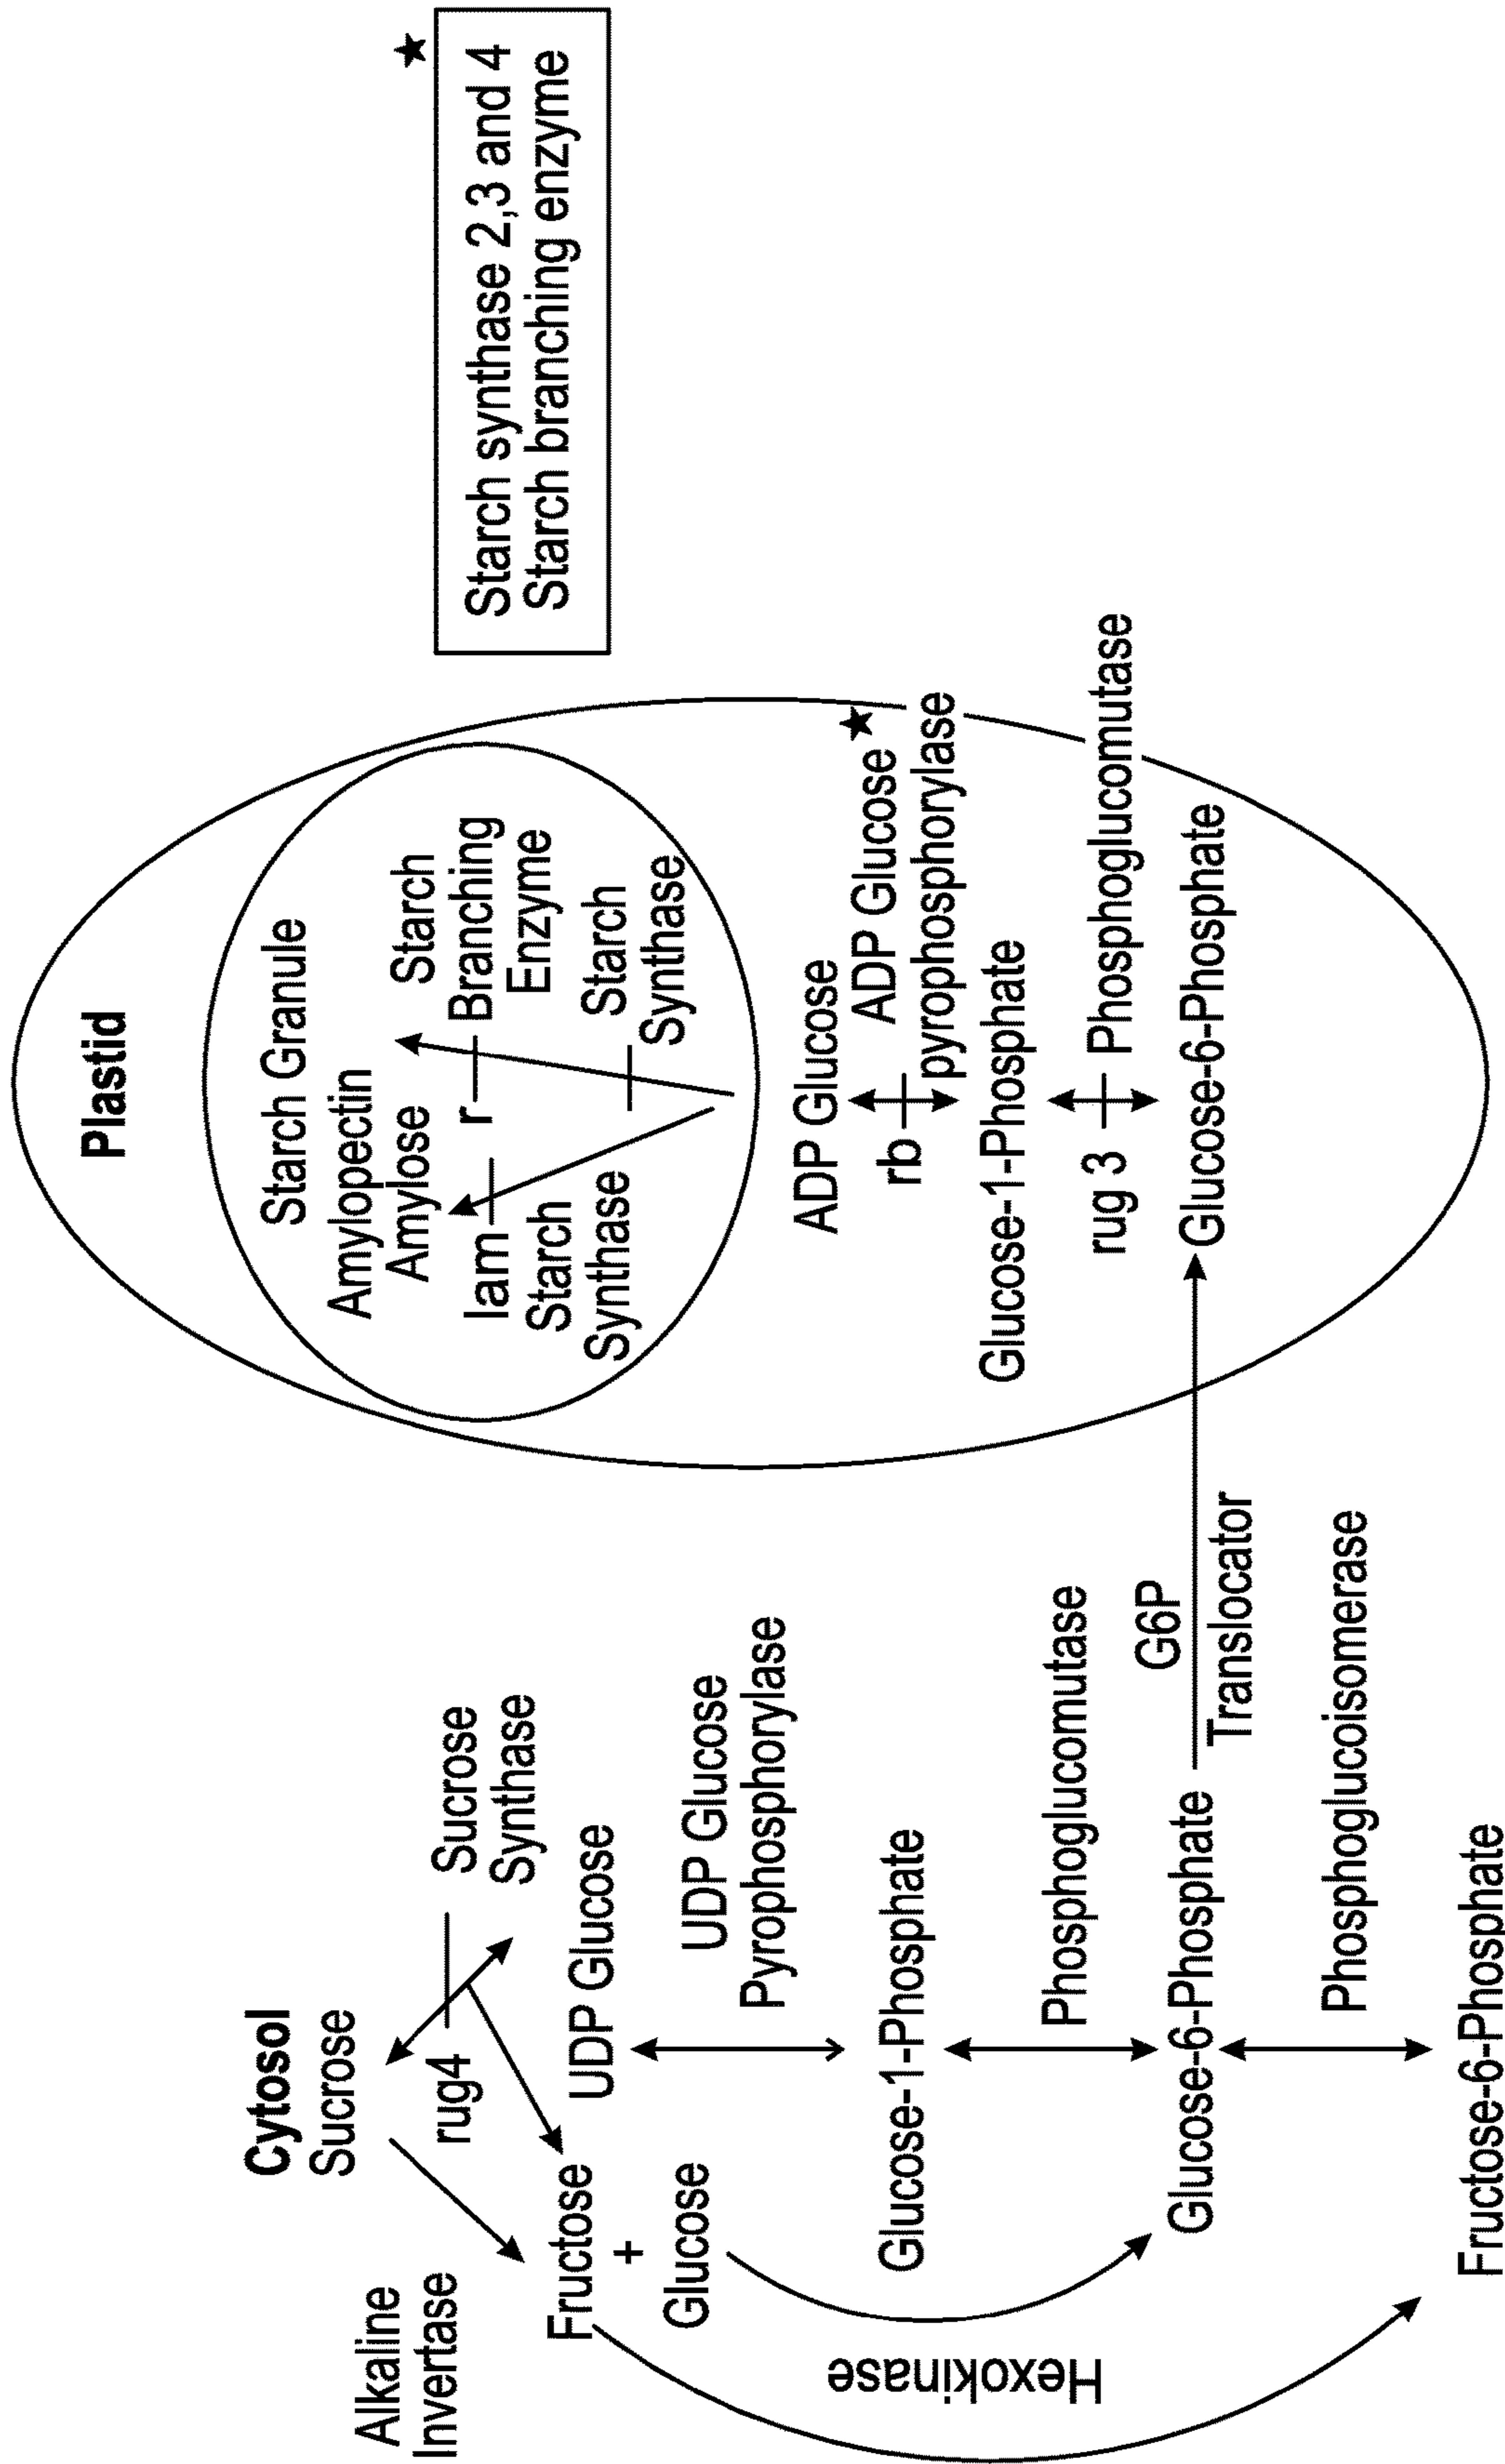 Cytosol
Sucrose
Alkaline
Invertase
rug4
Sucrose
Synthase
Fructose
+
Glucose
UDP Glucose
UDP Glucose
Pyrophosphorylase
Hexokinase
Glucose-1-Phosphate
Phosphoglucomutase
Glucose-6-Phosphate
G6P
Translocator
Phosphoglucoisomerase
Fructose-6-Phosphate
Plastid
Starch Granule
Amylopectin
Amylose
lam
Starch
Synthase
r
Starch
Branching
Enzyme
Starch
Synthase
ADP Glucose
rb
ADP Glucose
pyrophosphorylase
Glucose-1-Phosphate
rug 3
Phosphoglucomutase
Glucose-6-Phosphate
Starch synthase 2,3 and 4
Starch branching enzyme